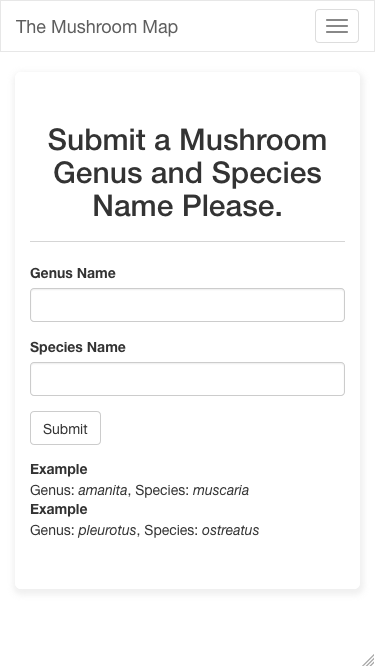 The Mushroom Map
Submit a Mushroom
Genus and Species
Name Please.
Genus Name
Species Name
Submit
Example
Genus: amanita, Species: muscaria
Example
Genus: pleurotus, Species: ostreatus